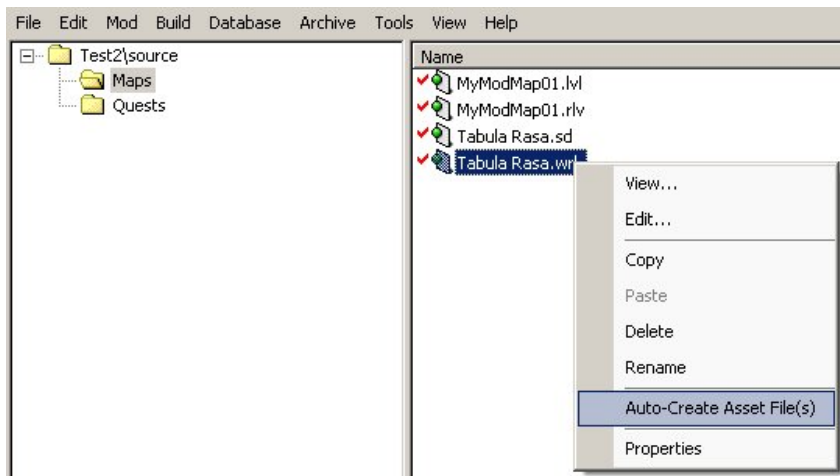 File Edit Mod Build Database Archive Tools View Help
Test2\source
Maps
Quests
Name
MyModMap01.lvl
MyModMap01.rlv
Tabula Rasa.sd
Tabula Rasa.wrl
View...
Edit...
Copy
Paste
Delete
Rename
Auto-Create Asset File(s)
Properties